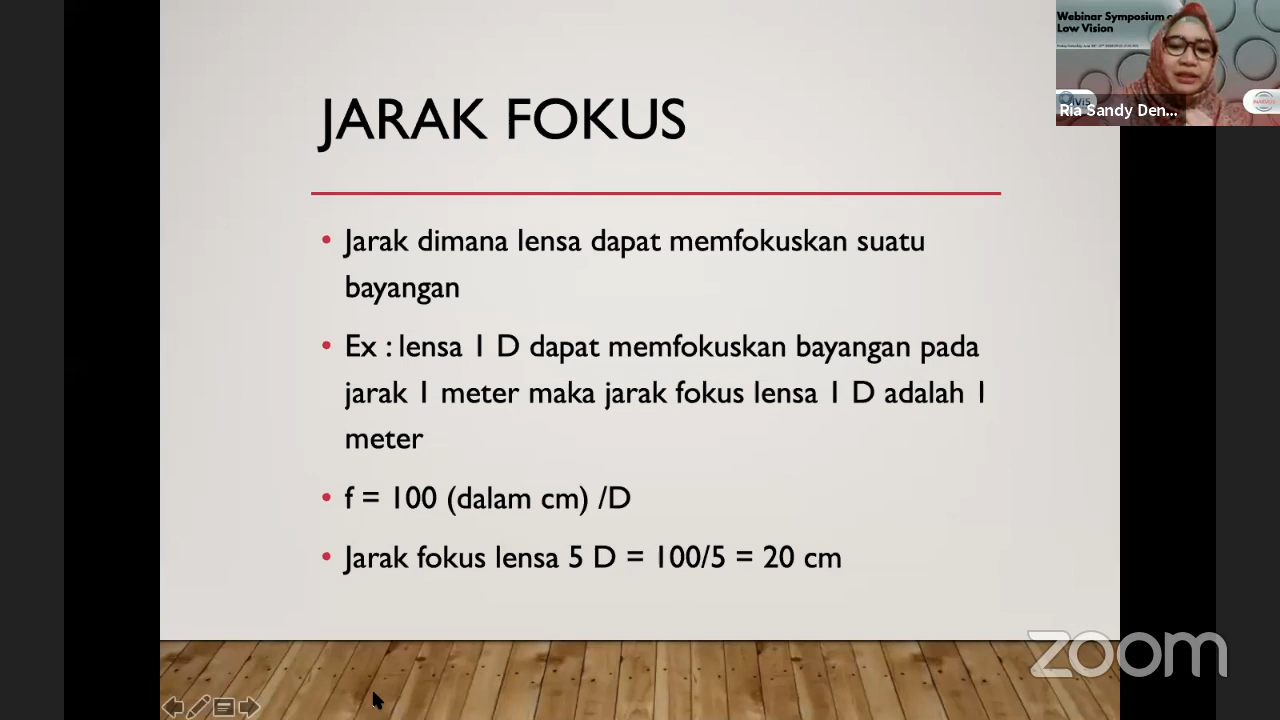 JARAK FOKUS
• Jarak dimana lensa dapat memfokuskan suatu
bayangan
• Ex : lensa 1 D dapat memfokuskan bayangan pada
jarak 1 meter maka jarak fokus lensa 1 D adalah 1
meter
• f = 100 (dalam cm) /D
• Jarak fokus lensa 5 D = 100/5 = 20 cm
Webinar Symposium
Low Vision
Ria Sandy Den...
zoom